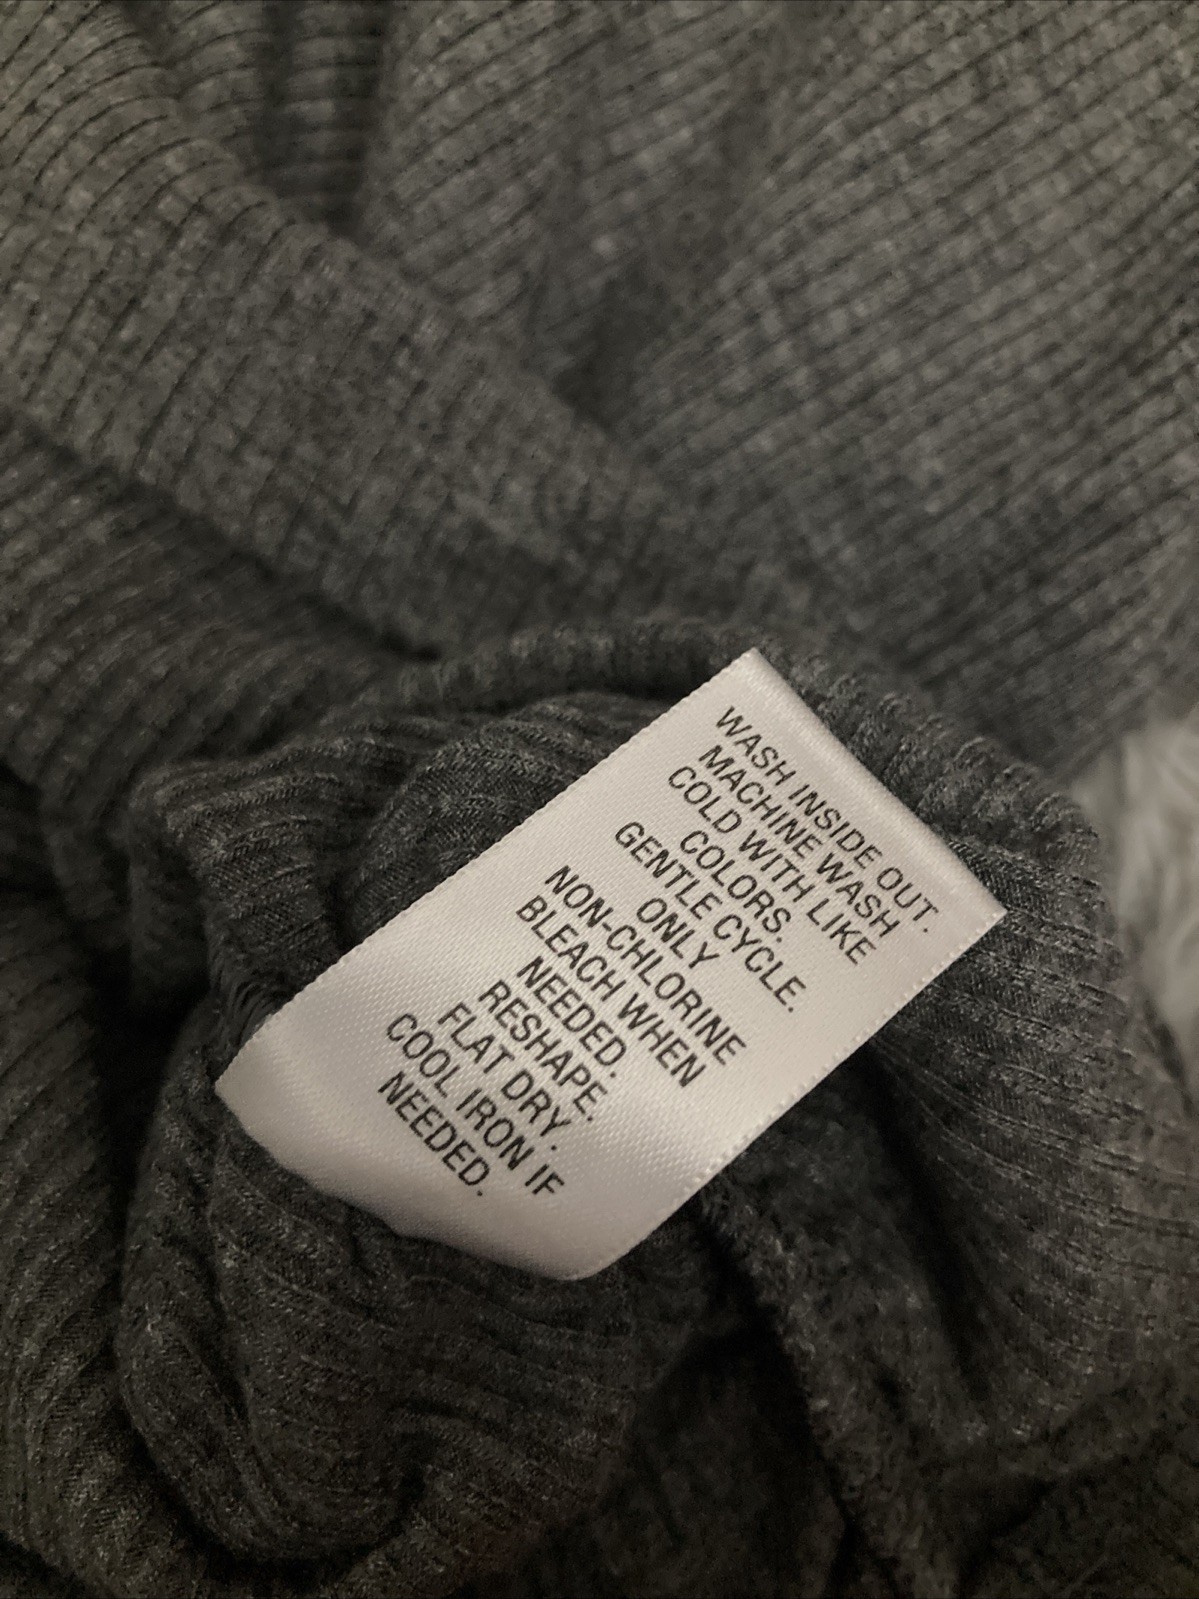 WASH INSIDE OUT.
MACHINE WASH
COLD WITH LIKE
COLORS.
GENTLE CYCLE.
ONLY
NON-CHLORINE
BLEACH WHEN
NEEDED.
RESHAPE.
FLAT DRY.
COOL IRON IF
NEEDED.